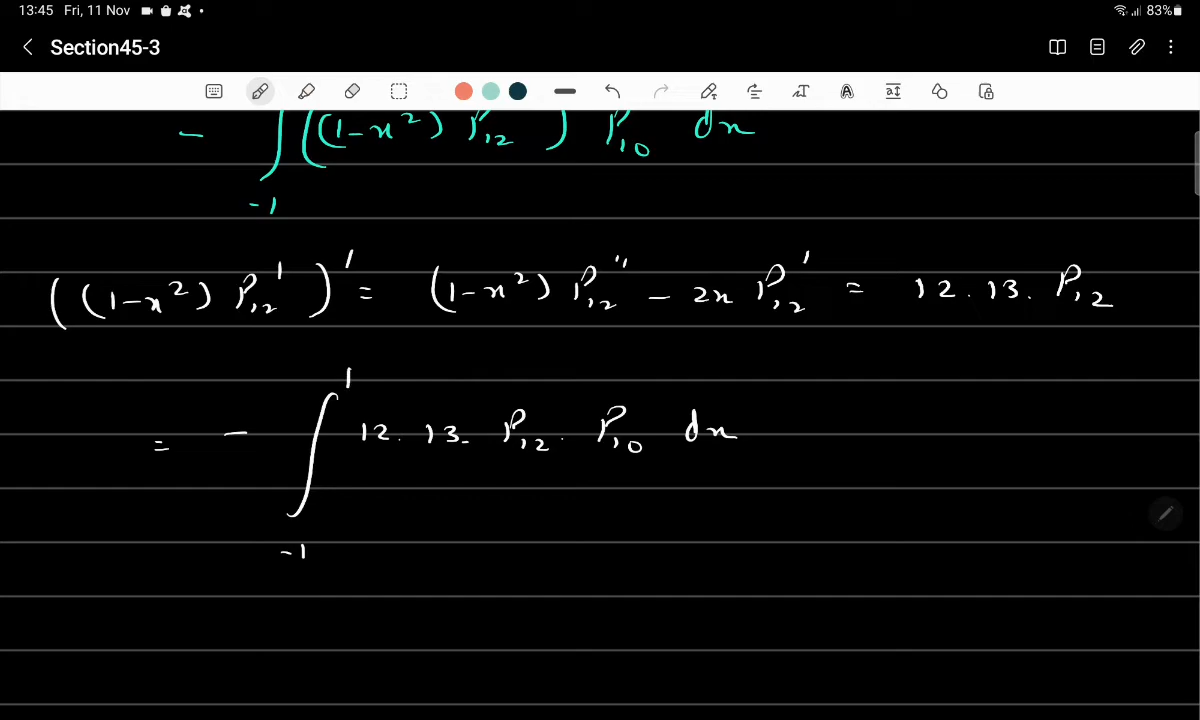 13:45 Fri, 11 Nov 83%
Section45-3
- ∫ ((1-x²) P₁₂ ) P₁₀ dx
-1
((1-x²) P₁₂')' = (1-x²) P₁₂'' - 2x P₁₂' = 12.13. P₁₂
1
= - ∫ 12.13. P₁₂. P₁₀ dx
-1